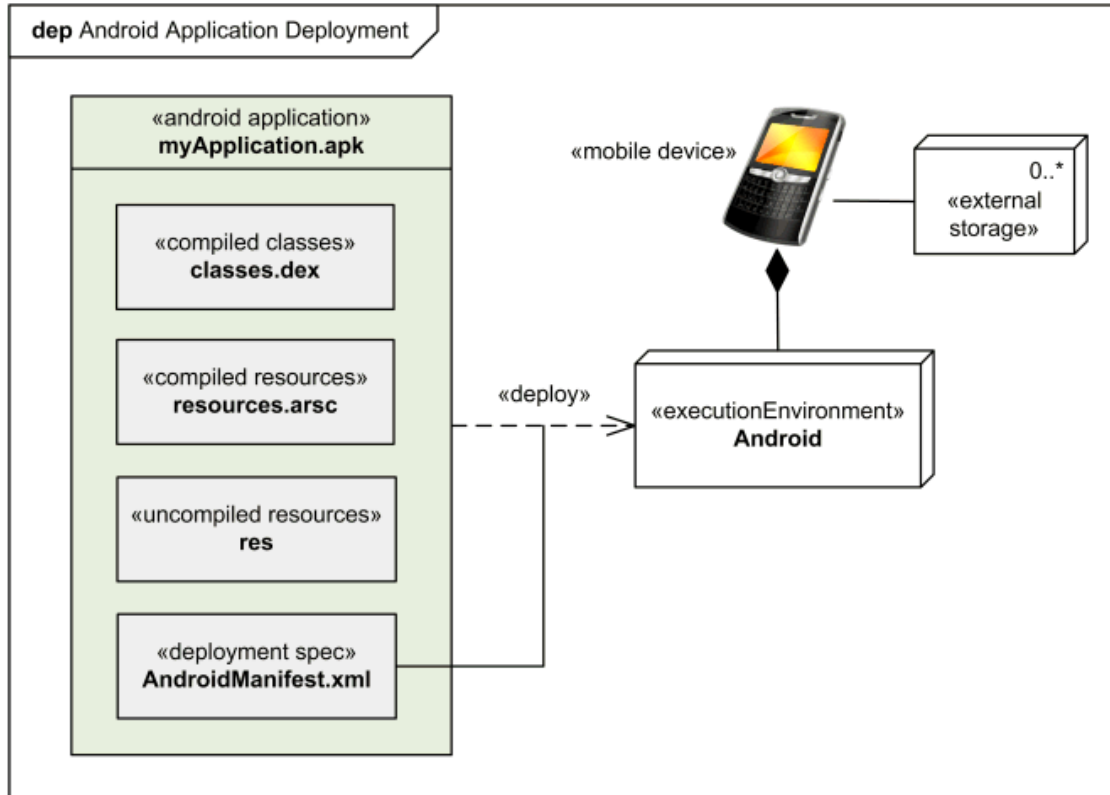 dep Android Application Deployment
«android application»
myApplication.apk
«compiled classes»
classes.dex
«compiled resources»
resources.arsc
«uncompiled resources»
res
«deployment spec»
AndroidManifest.xml
«deploy»
«mobile device»
0..*
«external
storage»
«executionEnvironment»
Android